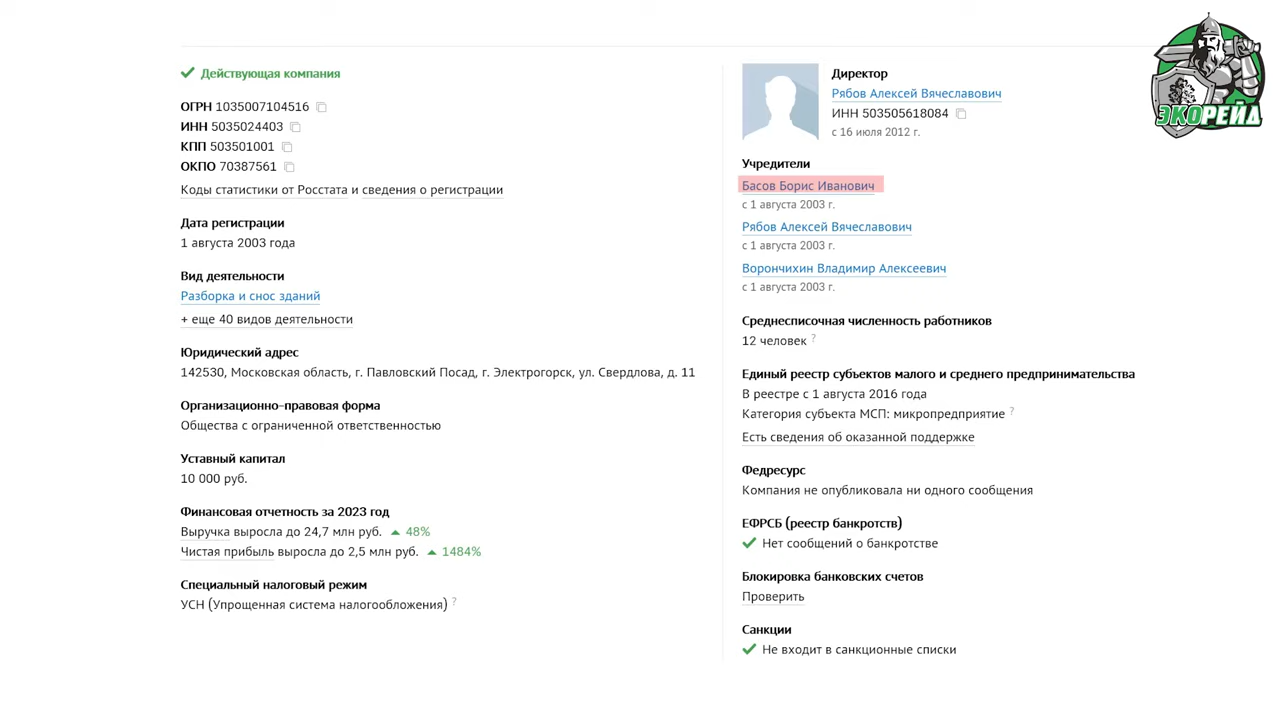 Действующая компания
ОГРН 1035007104516
ИНН 5035024403
КПП 503501001
ОКПО 70387561
Коды статистики от Росстата и сведения о регистрации
Дата регистрации
1 августа 2003 года
Вид деятельности
Разборка и снос зданий
+ еще 40 видов деятельности
Юридический адрес
142530, Московская область, г. Павловский Посад, г. Электрогорск, ул. Свердлова, д. 11
Организационно-правовая форма
Общества с ограниченной ответственностью
Уставный капитал
10 000 руб.
Финансовая отчетность за 2023 год
Выручка выросла до 24,7 млн руб. 48%
Чистая прибыль выросла до 2,5 млн руб. 1484%
Специальный налоговый режим
УСН (Упрощенная система налогообложения) ?
Директор
Рябов Алексей Вячеславович
ИНН 503505618084
с 16 июля 2012 г.
Учредители
Басов Борис Иванович
с 1 августа 2003 г.
Рябов Алексей Вячеславович
с 1 августа 2003 г.
Ворончихин Владимир Алексеевич
с 1 августа 2003 г.
Среднесписочная численность работников
12 человек ?
Единый реестр субъектов малого и среднего предпринимательства
В реестре с 1 августа 2016 года
Категория субъекта МСП: микропредприятие ?
Есть сведения об оказанной поддержке
Федресурс
Компания не опубликовала ни одного сообщения
ЕФРСБ (реестр банкротств)
Нет сообщений о банкротстве
Блокировка банковских счетов
Проверить
Санкции
Не входит в санкционные списки
ЭКОРЕЙД